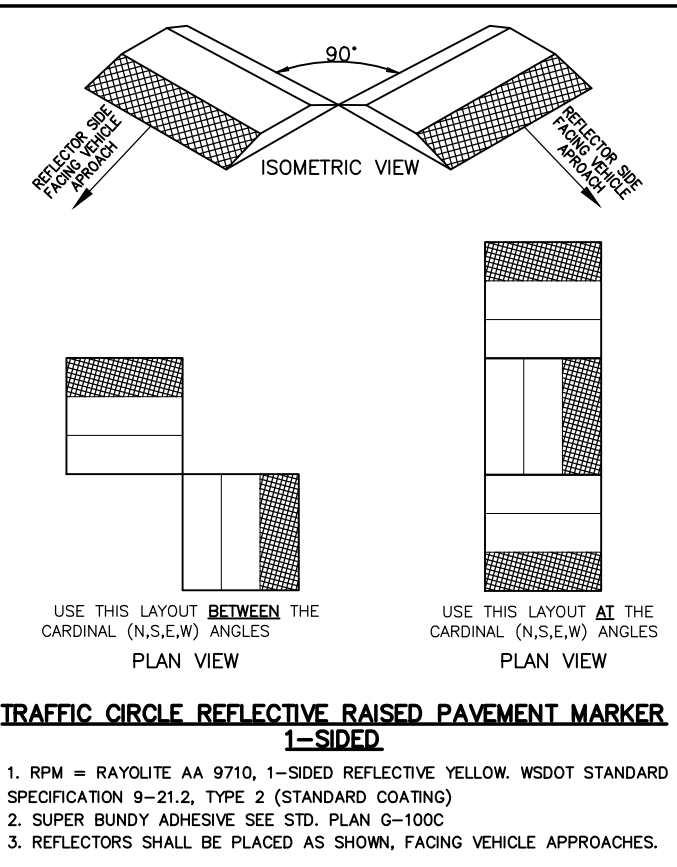 90°
REFLECTOR SIDE
FACING VEHICLE
APROACH
ISOMETRIC VIEW
REFLECTOR SIDE
FACING VEHICLE
APROACH
USE THIS LAYOUT BETWEEN THE
CARDINAL (N,S,E,W) ANGLES
PLAN VIEW
USE THIS LAYOUT AT THE
CARDINAL (N,S,E,W) ANGLES
PLAN VIEW
TRAFFIC CIRCLE REFLECTIVE RAISED PAVEMENT MARKER
1-SIDED
1. RPM = RAYOLITE AA 9710, 1-SIDED REFLECTIVE YELLOW. WSDOT STANDARD
SPECIFICATION 9-21.2, TYPE 2 (STANDARD COATING)
2. SUPER BUNDY ADHESIVE SEE STD. PLAN G-100C
3. REFLECTORS SHALL BE PLACED AS SHOWN, FACING VEHICLE APPROACHES.